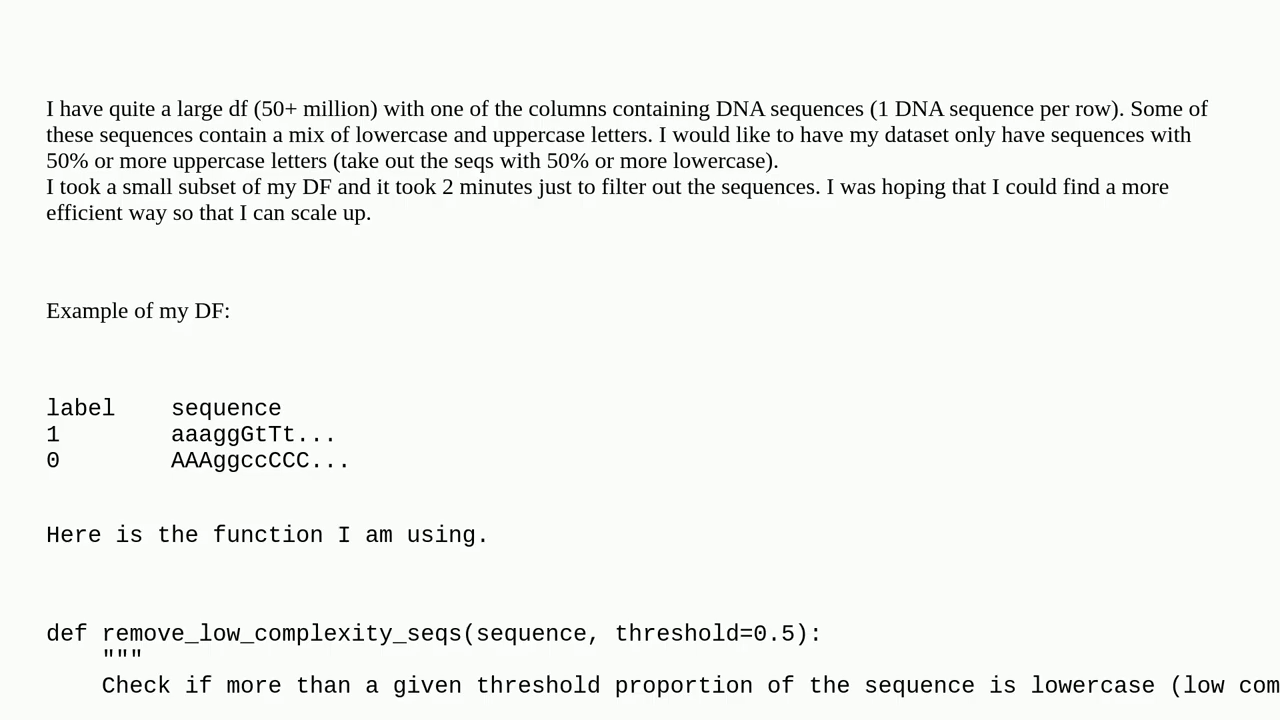 I have quite a large df (50+ million) with one of the columns containing DNA sequences (1 DNA sequence per row). Some of
these sequences contain a mix of lowercase and uppercase letters. I would like to have my dataset only have sequences with
50% or more uppercase letters (take out the seqs with 50% or more lowercase).
I took a small subset of my DF and it took 2 minutes just to filter out the sequences. I was hoping that I could find a more
efficient way so that I can scale up.
Example of my DF:
label    sequence
1        aaaggGtTt...
0        AAAggccCCC...
Here is the function I am using.
def remove_low_complexity_seqs(sequence, threshold=0.5):
    """
    Check if more than a given threshold proportion of the sequence is lowercase (low com